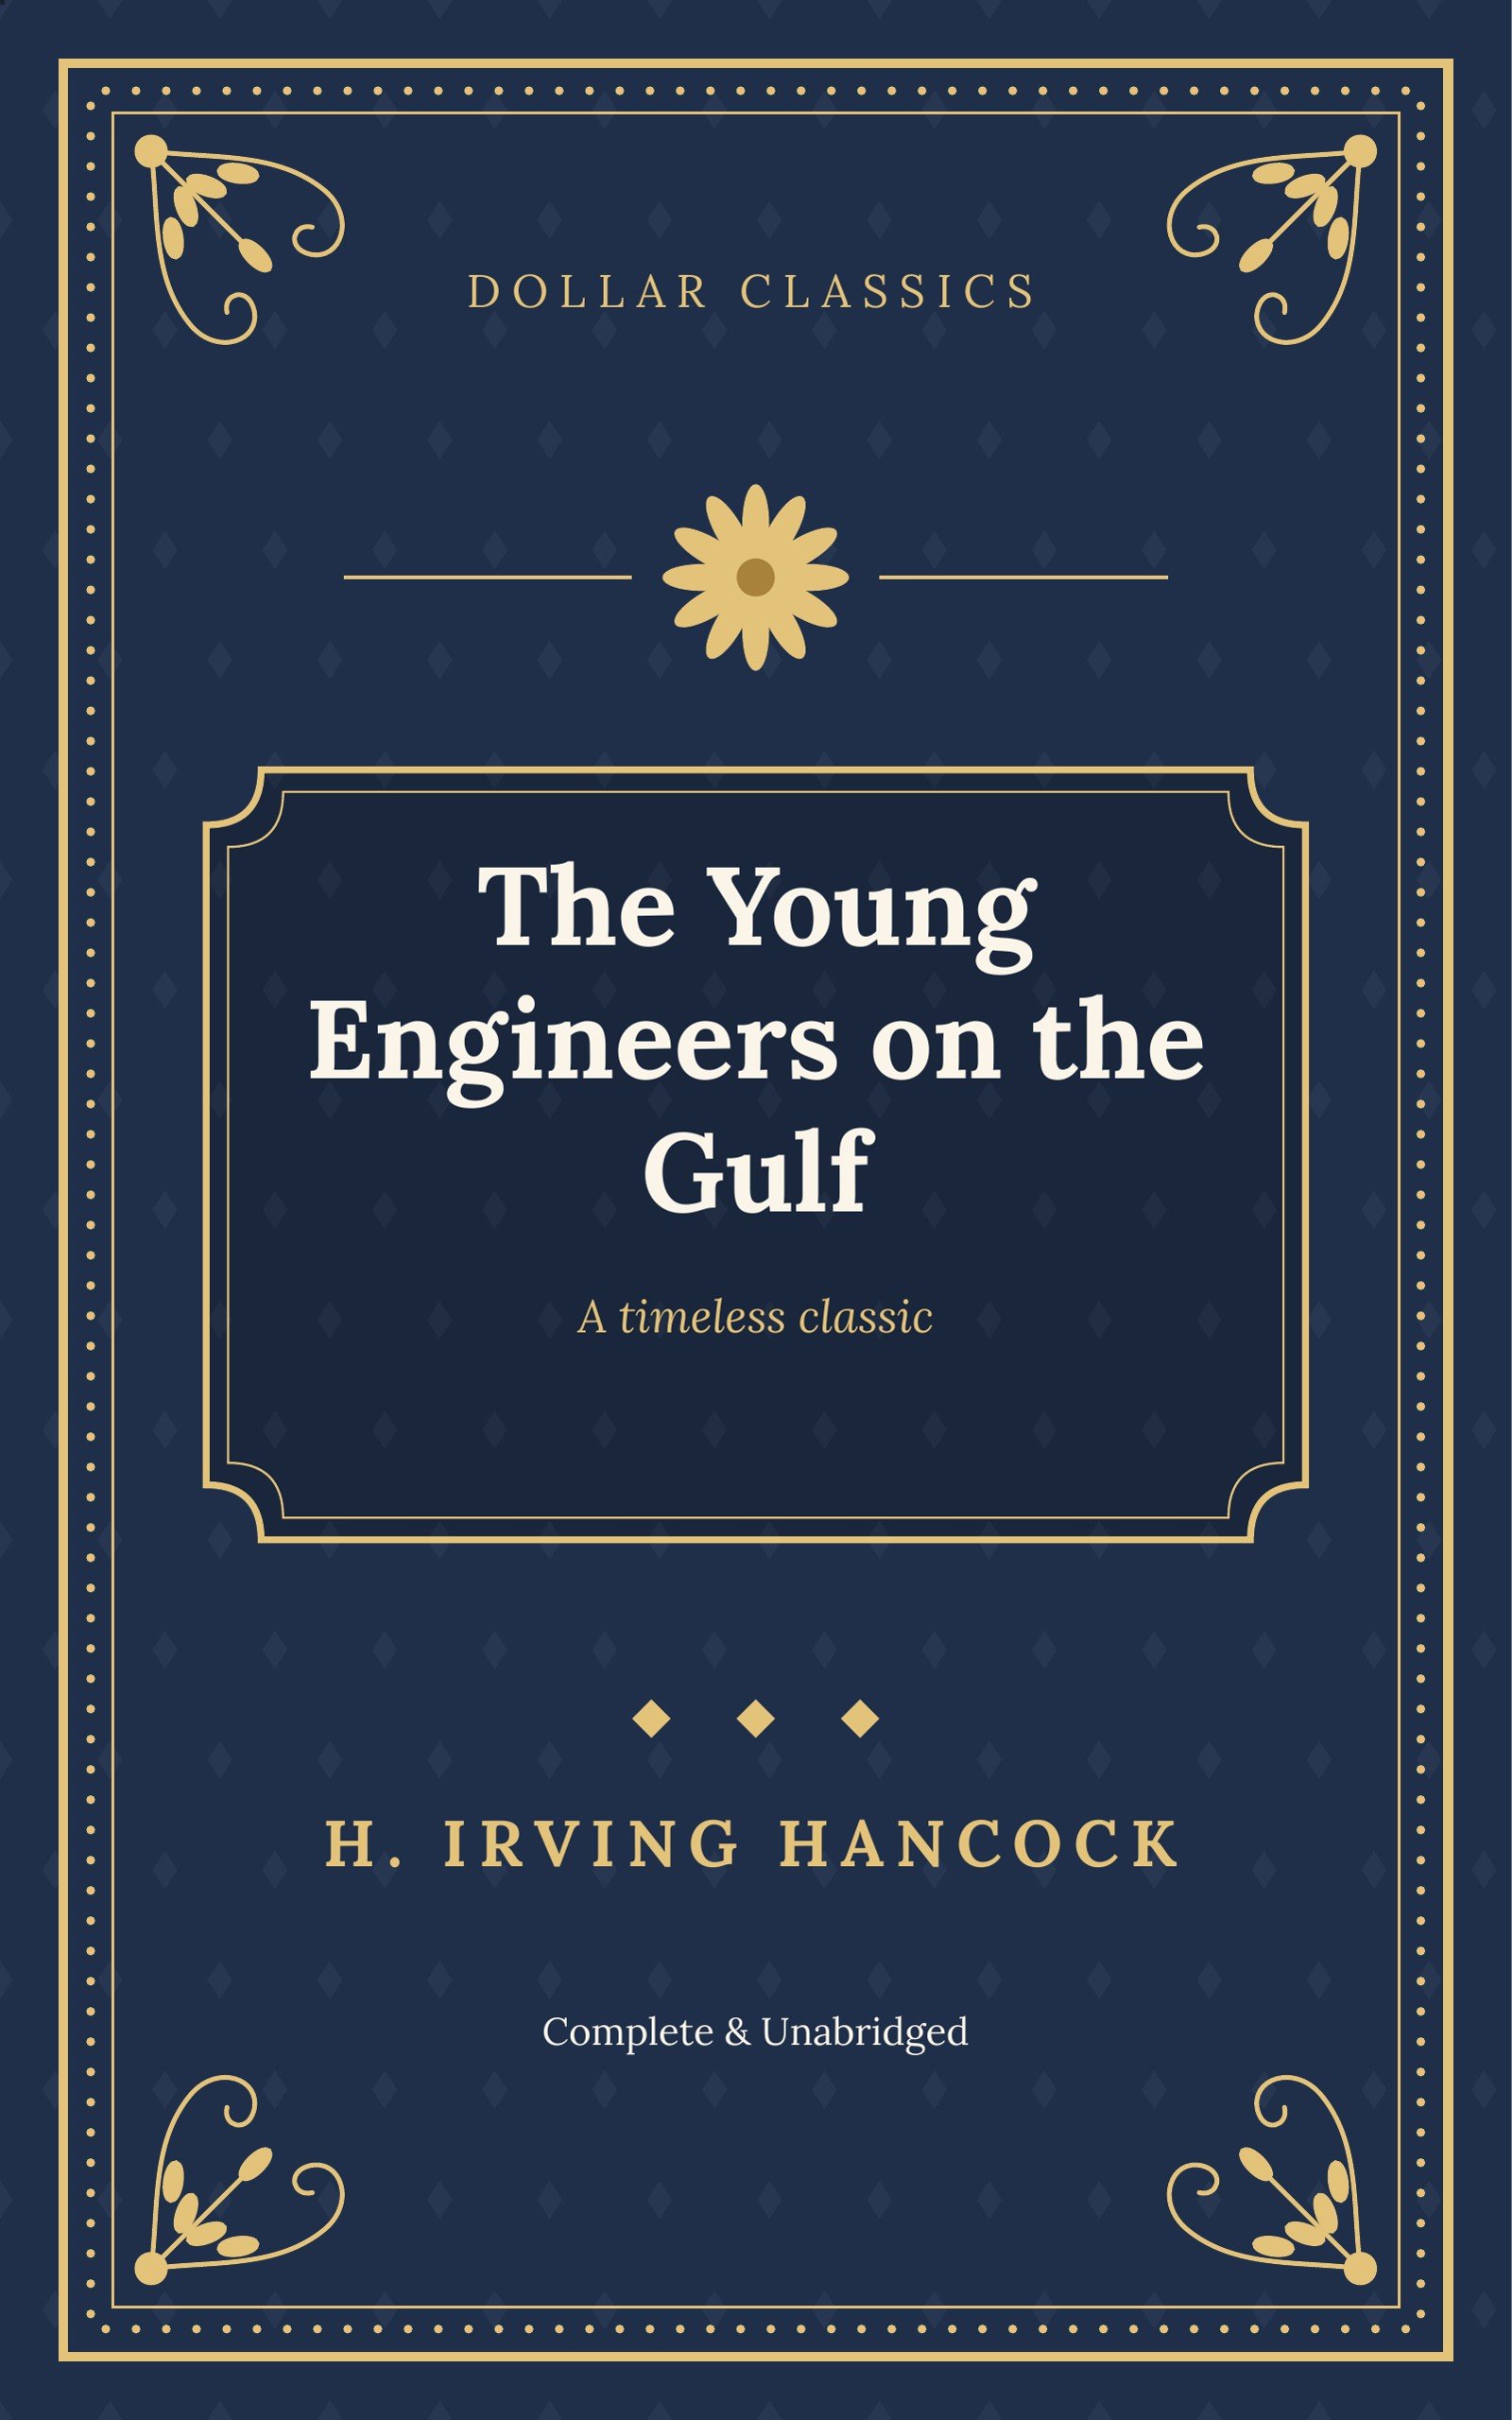 DOLLAR CLASSICS
The Young
Engineers on the
Gulf
A timeless classic
H. IRVING HANCOCK
Complete & Unabridged